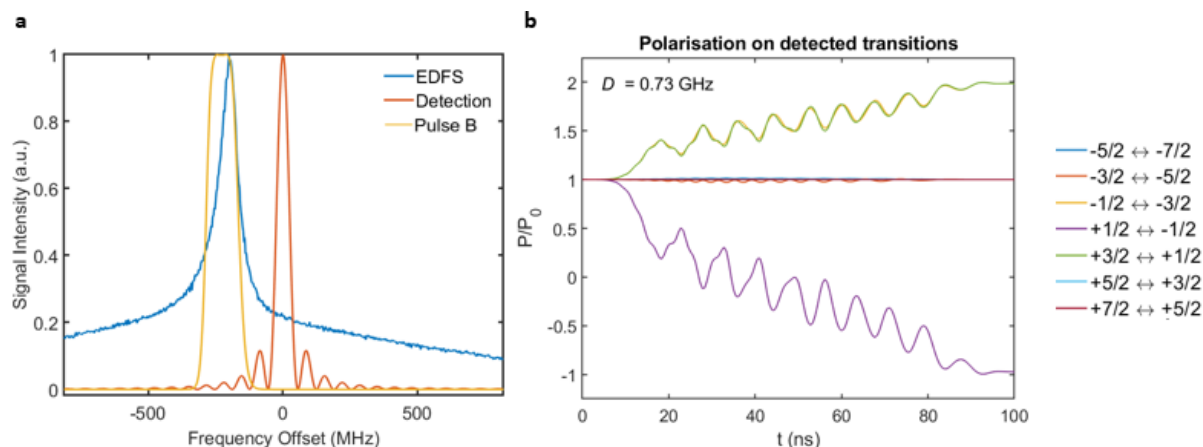 a
Signal Intensity (a.u.)
1
0.8
0.6
0.4
0.2
0
-500
0
500
Frequency Offset (MHz)
EDFS
Detection
Pulse B
b
Polarisation on detected transitions
D = 0.73 GHz
P/P0
2
1.5
1
0.5
0
-0.5
-1
0
20
40
60
80
100
t (ns)
-5/2 ↔ -7/2
-3/2 ↔ -5/2
-1/2 ↔ -3/2
+1/2 ↔ -1/2
+3/2 ↔ +1/2
+5/2 ↔ +3/2
+7/2 ↔ +5/2